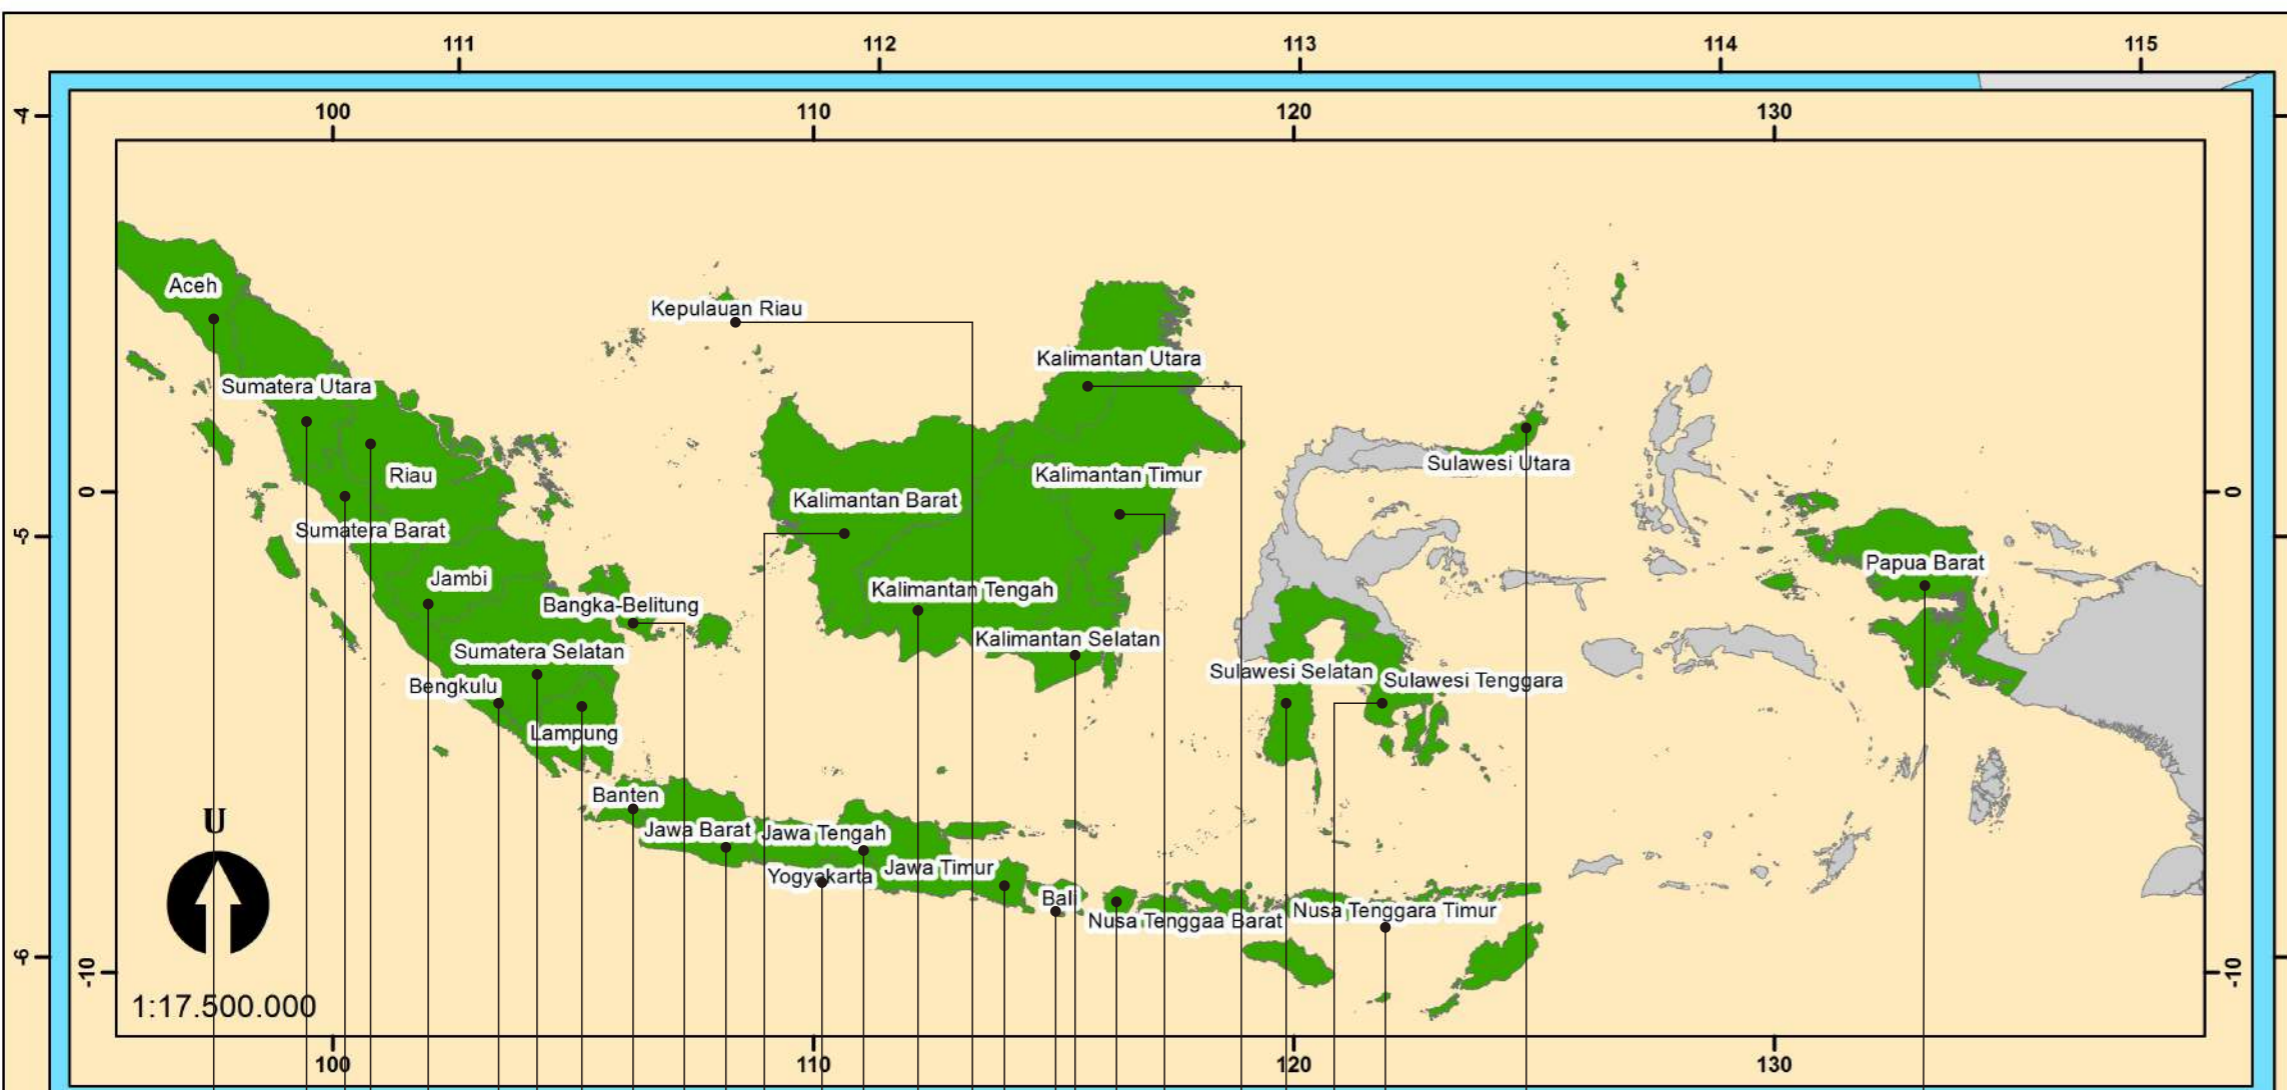 111 112 113 114 115
-4
100 110 120 130
Aceh
Kepulauan Riau
Kalimantan Utara
Sumatera Utara
Sulawesi Utara
Riau
Kalimantan Timur
0 0
Kalimantan Barat
-5
Sumatera Barat
Papua Barat
Jambi
Kalimantan Tengah
Bangka-Belitung
Kalimantan Selatan
Sumatera Selatan
Sulawesi Selatan
Sulawesi Tenggara
Bengkulu
Lampung
Banten
U
Jawa Barat
Jawa Tengah
Jawa Timur
Yogyakarta
Bali
Nusa Tenggara Timur
Nusa Tenggaa Barat
-6
-10 -10
1:17.500.000
100 110 120 130